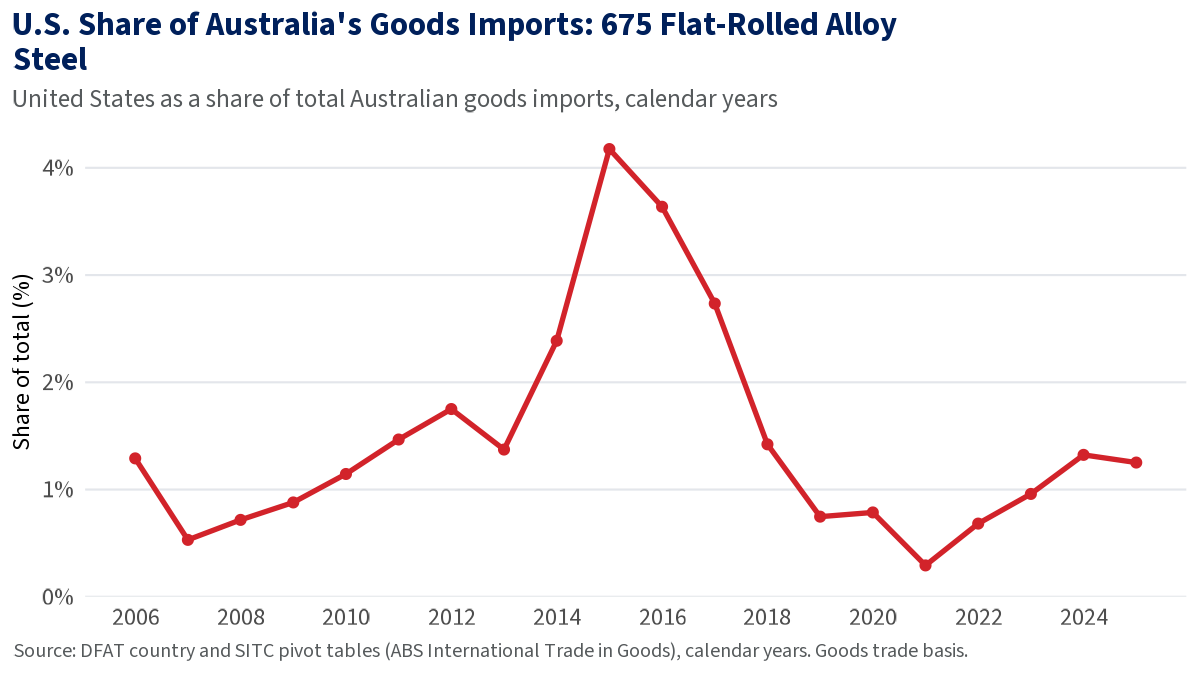 U.S. Share of Australia's Goods Imports: 675 Flat-Rolled Alloy
Steel
United States as a share of total Australian goods imports, calendar years
Share of total (%)
4%
3%
2%
1%
0%
2006 2008 2010 2012 2014 2016 2018 2020 2022 2024
Source: DFAT country and SITC pivot tables (ABS International Trade in Goods), calendar years. Goods trade basis.